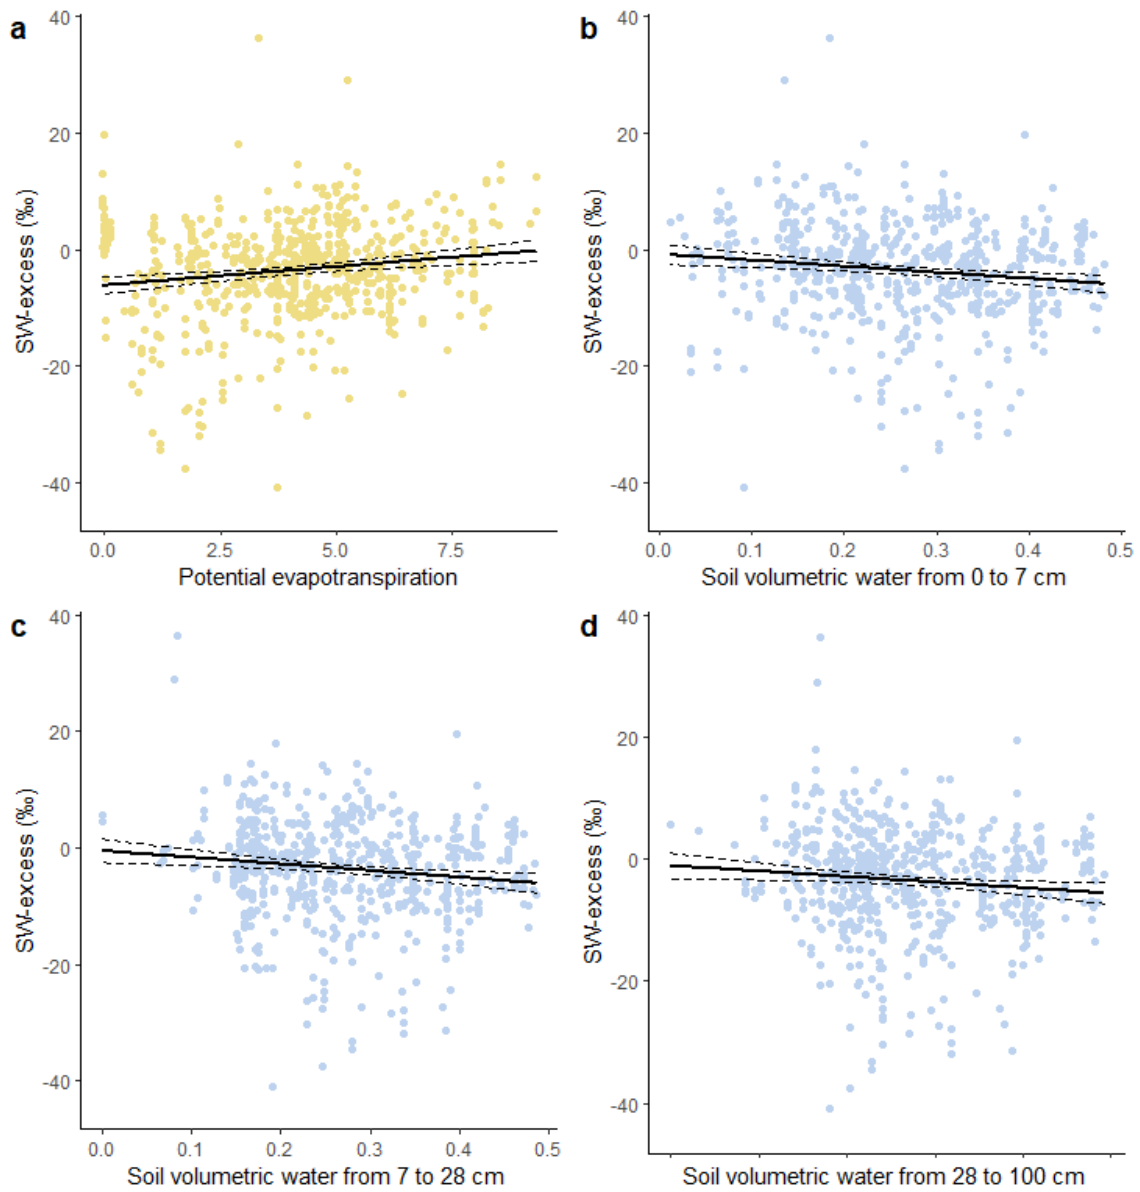 a
40
20
0
-20
-40
SW-excess (‰)
0.0 2.5 5.0 7.5
Potential evapotranspiration
b
40
20
0
-20
-40
SW-excess (‰)
0.0 0.1 0.2 0.3 0.4 0.5
Soil volumetric water from 0 to 7 cm
c
40
20
0
-20
-40
SW-excess (‰)
0.0 0.1 0.2 0.3 0.4 0.5
Soil volumetric water from 7 to 28 cm
d
40
20
0
-20
-40
SW-excess (‰)
Soil volumetric water from 28 to 100 cm